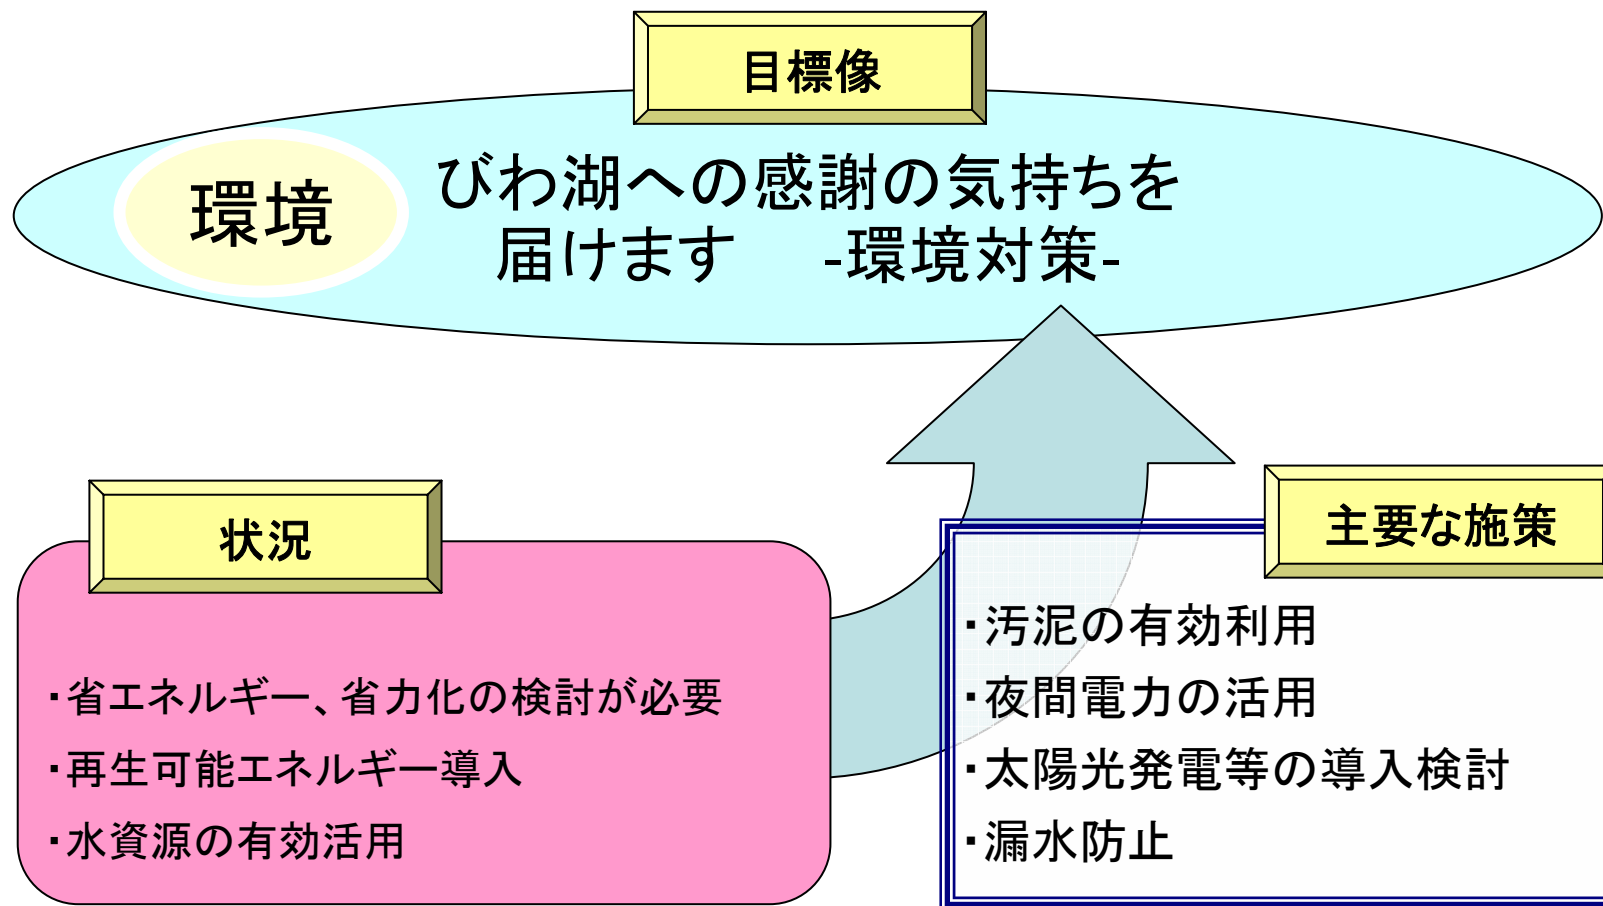 目標像
環境
びわ湖への感謝の気持ちを
届けます　-環境対策-
状況
・省エネルギー、省力化の検討が必要
・再生可能エネルギー導入
・水資源の有効活用
主要な施策
・汚泥の有効利用
・夜間電力の活用
・太陽光発電等の導入検討
・漏水防止